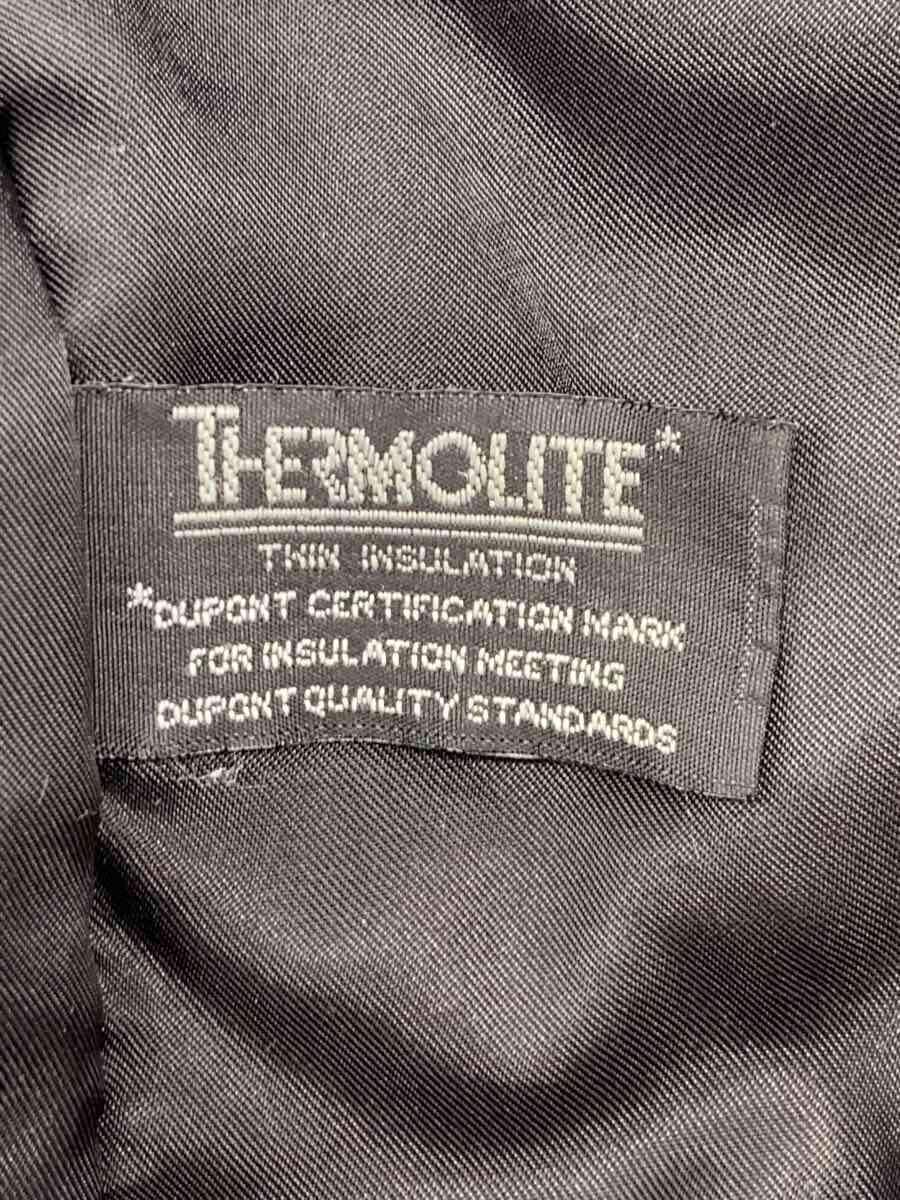 THERMOLITE*
THIN INSULATION
*DUPONT CERTIFICATION MARK
FOR INSULATION MEETING
DUPONT QUALITY STANDARDS